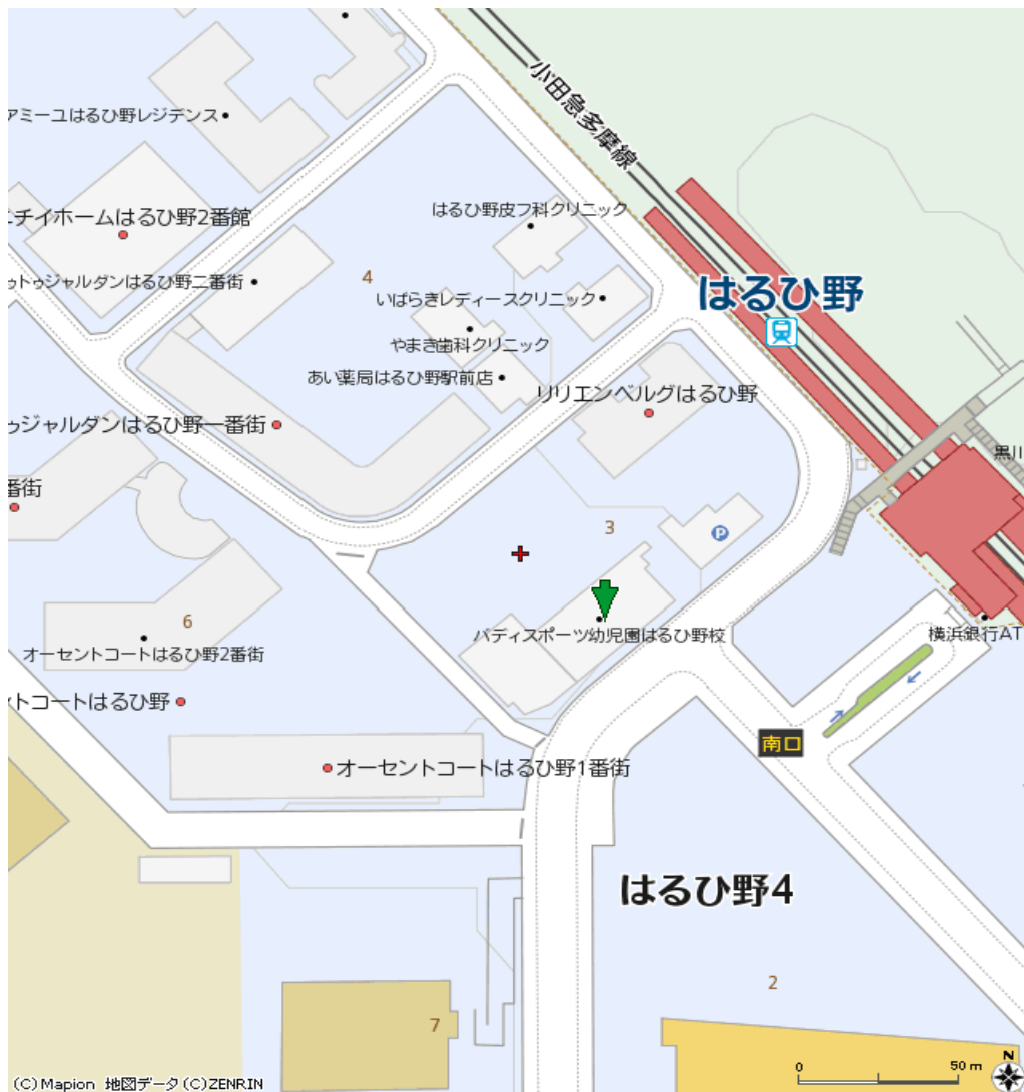 小田急多摩線
アミーユはるひ野レジデンス
はるひ野皮フ科クリニック
ニチイホームはるひ野2番館
4
ゥトゥジャルダンはるひ野二番街
いばらきレディースクリニック
はるひ野
やまき歯科クリニック
あい薬局はるひ野駅前店
リリエンベルグはるひ野
ゥジャルダンはるひ野一番街
黒川
番街
3
P
6
バディスポーツ幼児園はるひ野校
横浜銀行AT
オーセントコートはるひ野2番街
ントコートはるひ野
南口
オーセントコートはるひ野1番街
はるひ野4
2
7
0
50 m
N
(C)Mapion 地図データ(C)ZENRIN